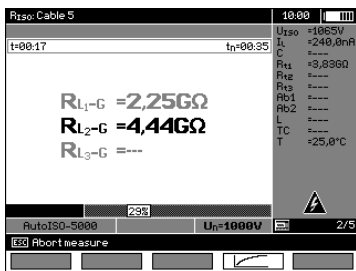 RISO: Cable 5
10:00
t=00:17
tn=00:35
RL1-G =2,25GΩ
RL2-G =4,44GΩ
RL3-G =---
29%
UISO =1065V
IL =240,0nA
C =---
Rt1 =3,83GΩ
Rt2 =---
Rt3 =---
Ab1 =---
Ab2 =---
L =---
TC =---
T =25,0°C
AutoISO-5000
Un=1000V
2/5
ESC Abort measure